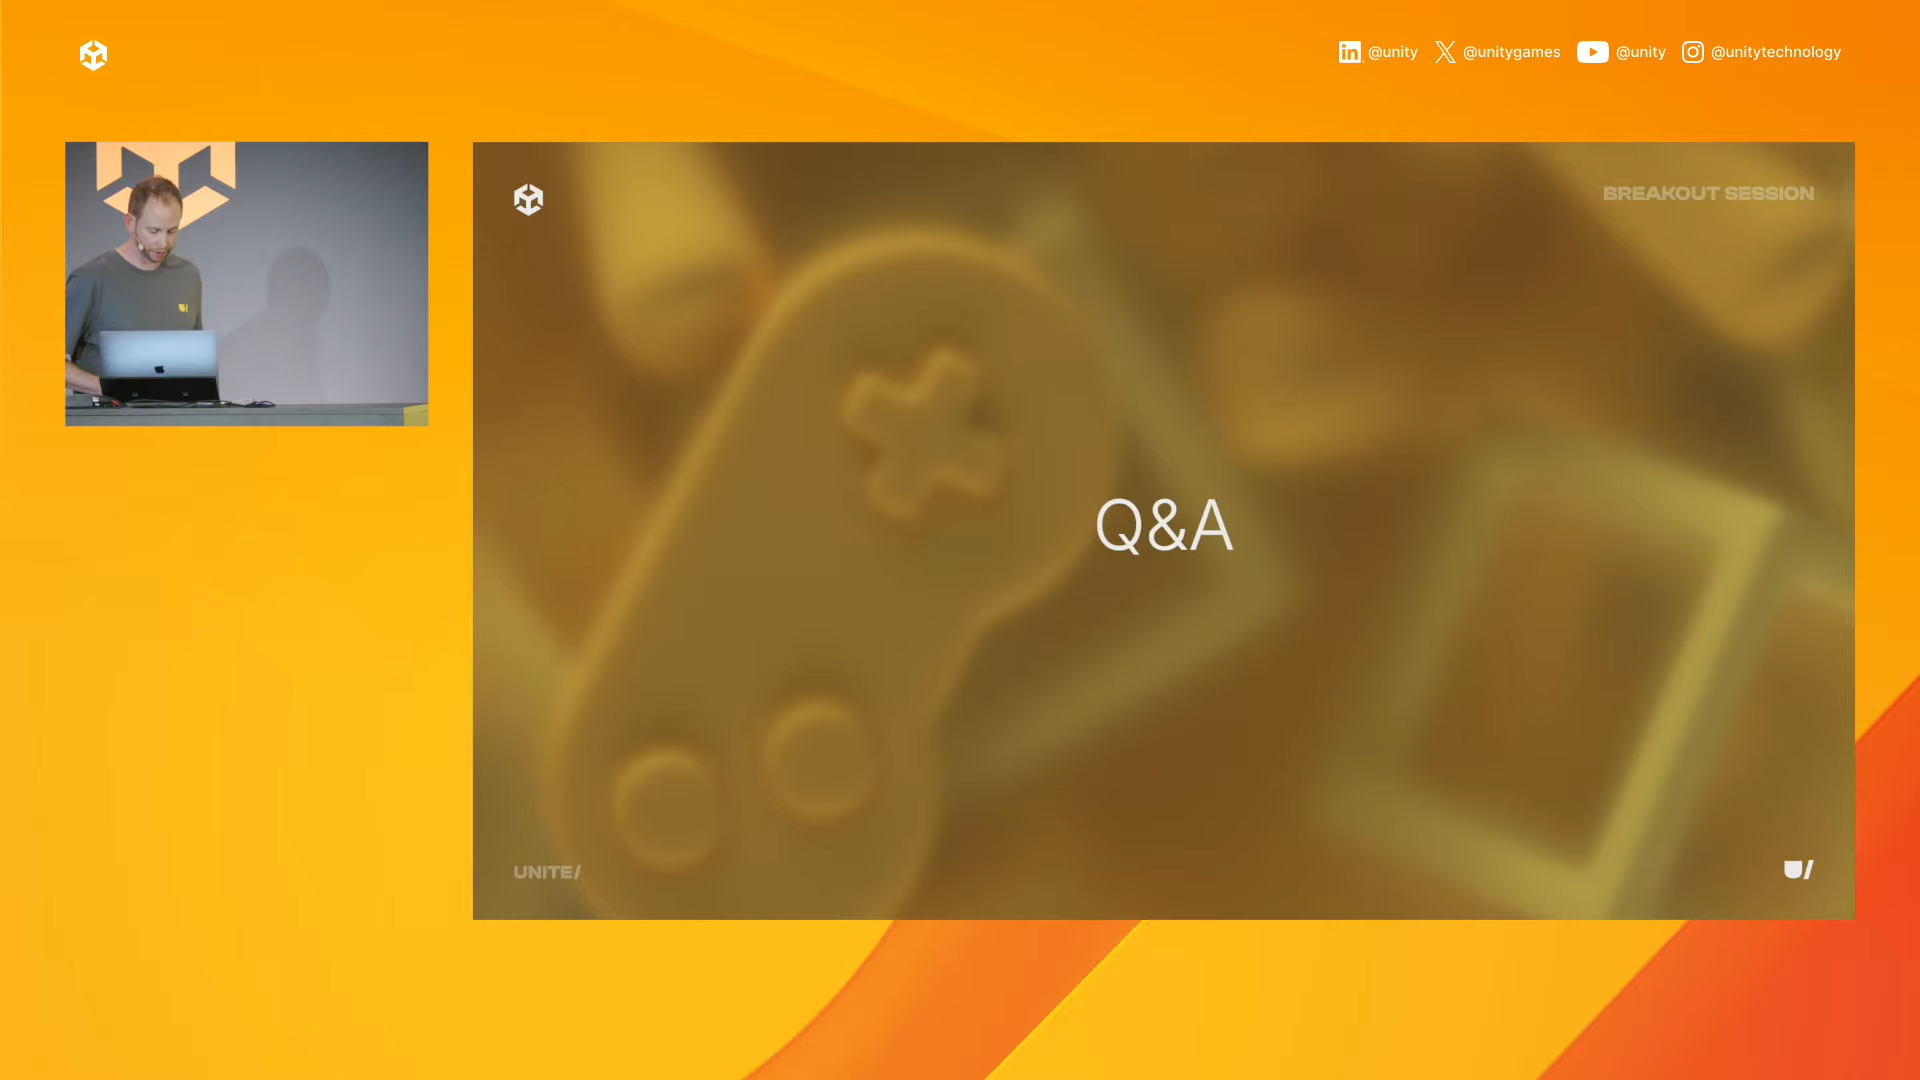 @unity
@unitygames
@unity
@unitytechnology
BREAKOUT SESSION
Q&A
UNITE/
U/